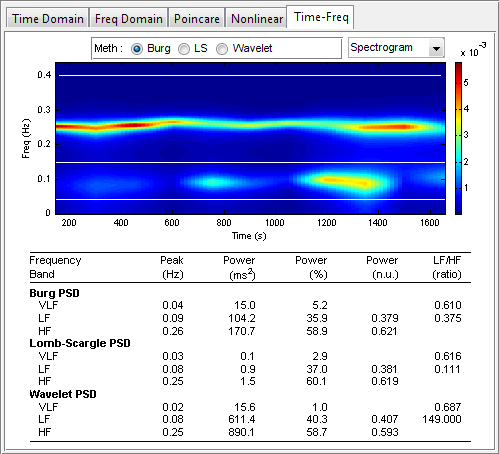 Time Domain Freq Domain Poincare Nonlinear Time-Freq
Meth : Burg LS Wavelet Spectrogram
x 10-3
0.4
0.3
0.2
0.1
0
Freq (Hz)
5
4
3
2
1
200 400 600 800 1000 1200 1400 1600
Time (s)
Frequency Peak Power Power Power LF/HF
Band (Hz) (ms2) (%) (n.u.) (ratio)
Burg PSD
VLF 0.04 15.0 5.2 0.610
LF 0.09 104.2 35.9 0.379 0.375
HF 0.26 170.7 58.9 0.621
Lomb-Scargle PSD
VLF 0.03 0.1 2.9 0.616
LF 0.08 0.9 37.0 0.381 0.111
HF 0.25 1.5 60.1 0.619
Wavelet PSD
VLF 0.02 15.6 1.0 0.687
LF 0.08 611.4 40.3 0.407 149.000
HF 0.25 890.1 58.7 0.593